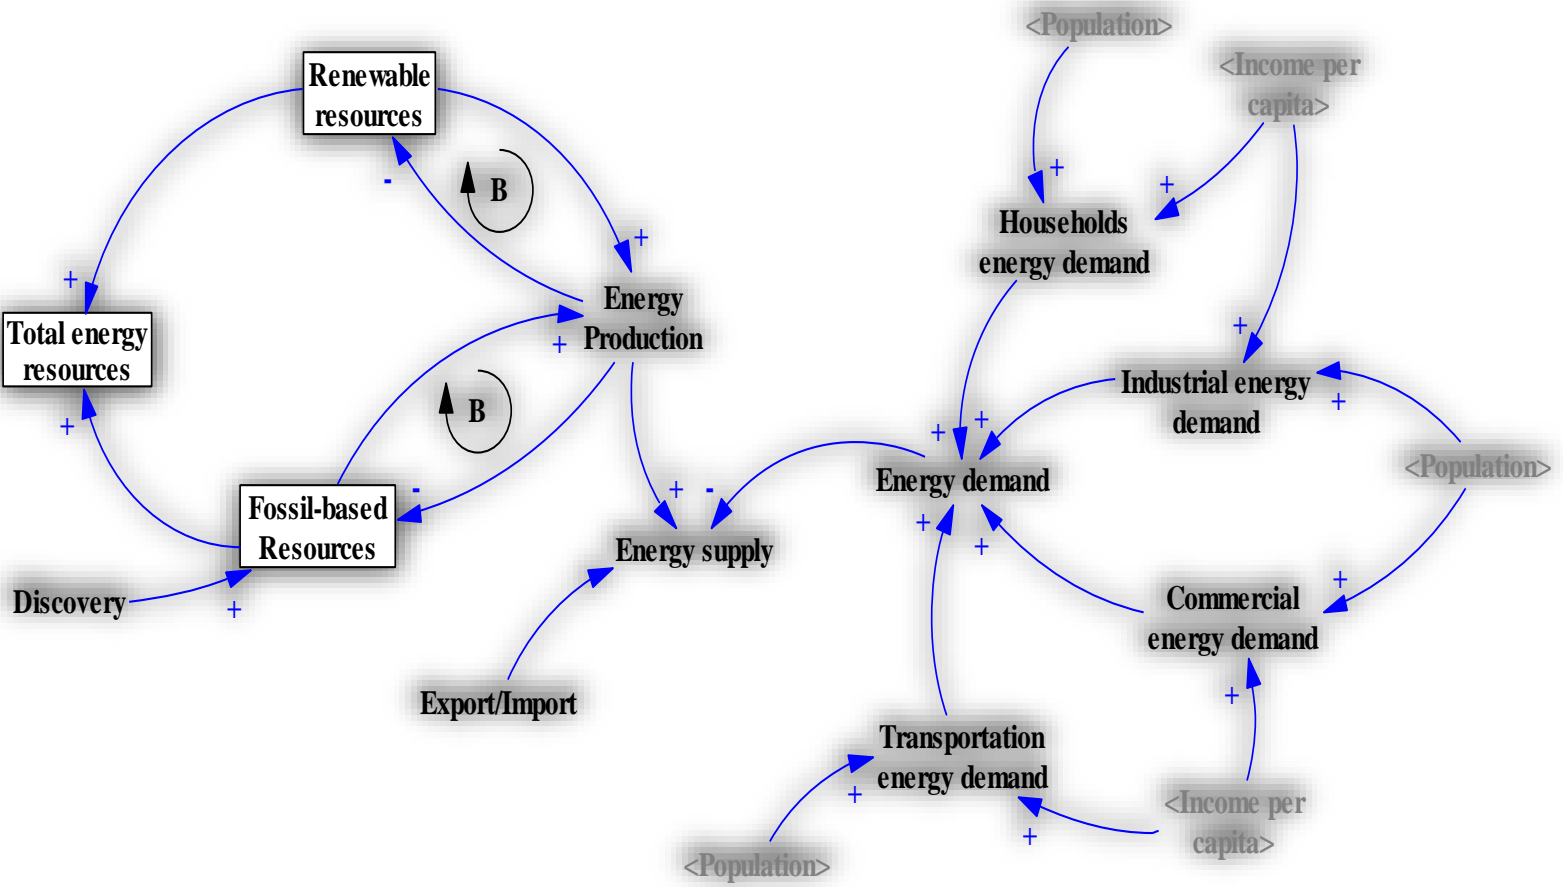 <Population>
<Income per
capita>
Renewable
resources
+
-
B
+
+
+
Households
energy demand
+
Energy
Production
+
Total energy
resources
+
B
+
Industrial energy
demand
+
+
+
+
<Population>
Energy demand
-
+
-
Fossil-based
Resources
+
+
Energy supply
Discovery
+
+
Commercial
energy demand
+
Export/Import
Transportation
energy demand
+
<Income per
capita>
+
<Population>